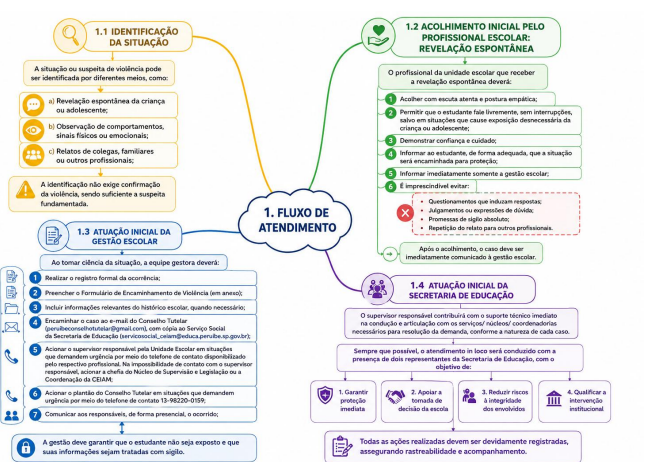 1.1 IDENTIFICAÇÃO
DA SITUAÇÃO
A situação ou suspeita de violência pode
ser identificada por diferentes meios, como:
a) Revelação espontânea da criança
ou adolescente;
b) Observação de comportamentos,
sinais físicos ou emocionais;
c) Relatos de colegas, familiares
ou outros profissionais;
A identificação não exige confirmação
da violência, sendo suficiente a suspeita
fundamentada.
1.2 ACOLHIMENTO INICIAL PELO
PROFISSIONAL ESCOLAR:
REVELAÇÃO ESPONTÂNEA
O profissional da unidade escolar que receber
a revelação espontânea deverá:
1 Acolher com escuta atenta e postura empática;
2 Permitir que o estudante fale livremente, sem interrupções,
salvo em situações que cause exposição desnecessária da
criança ou adolescente;
3 Demonstrar confiança e cuidado;
4 Informar ao estudante, de forma adequada, que a situação
será encaminhada para proteção;
5 Informar imediatamente somente a gestão escolar;
6 É imprescindível evitar:
• Questionamentos que induzam respostas;
• Julgamentos ou expressões de dúvida;
• Promessas de sigilo absoluto;
• Repetição do relato para outros profissionais.
Após o acolhimento, o caso deve ser
imediatamente comunicado à gestão escolar.
1. FLUXO DE
ATENDIMENTO
1.3 ATUAÇÃO INICIAL DA
GESTÃO ESCOLAR
Ao tomar ciência da situação, a equipe gestora deverá:
1 Realizar o registro formal da ocorrência;
2 Preencher o Formulário de Encaminhamento de Violência (em anexo);
3 Incluir informações relevantes do histórico escolar, quando necessário;
4 Encaminhar o caso ao e-mail do Conselho Tutelar
(peruibeconselhotutelar@gmail.com), com cópia ao Serviço Social
da Secretaria de Educação (servicosocial_ceiam@educa.peruibe.sp.gov.br);
5 Acionar o supervisor responsável pela Unidade Escolar em situações
que demandem urgência por meio do telefone de contato disponibilizado
pelo respectivo profissional. Na impossibilidade de contato com o supervisor
responsável, acionar a chefia do Núcleo de Supervisão e Legislação ou a
Coordenação da CEIAM;
6 Acionar o plantão do Conselho Tutelar em situações que demandem
urgência por meio do telefone de contato 13-98220-0159;
7 Comunicar aos responsáveis, de forma presencial, o ocorrido;
A gestão deve garantir que o estudante não seja exposto e que
suas informações sejam tratadas com sigilo.
1.4 ATUAÇÃO INICIAL DA
SECRETARIA DE EDUCAÇÃO
O supervisor responsável contribuirá com o suporte técnico imediato
na condução e articulação com os serviços/ núcleos/ coordenadorias
necessários para resolução da demanda, conforme a natureza de cada caso.
Sempre que possível, o atendimento in loco será conduzido com a
presença de dois representantes da Secretaria de Educação, com o
objetivo de:
1. Garantir
proteção
imediata
2. Apoiar a
tomada de
decisão da escola
3. Reduzir riscos
à integridade
dos envolvidos
4. Qualificar a
intervenção
institucional
Todas as ações realizadas devem ser devidamente registradas,
assegurando rastreabilidade e acompanhamento.